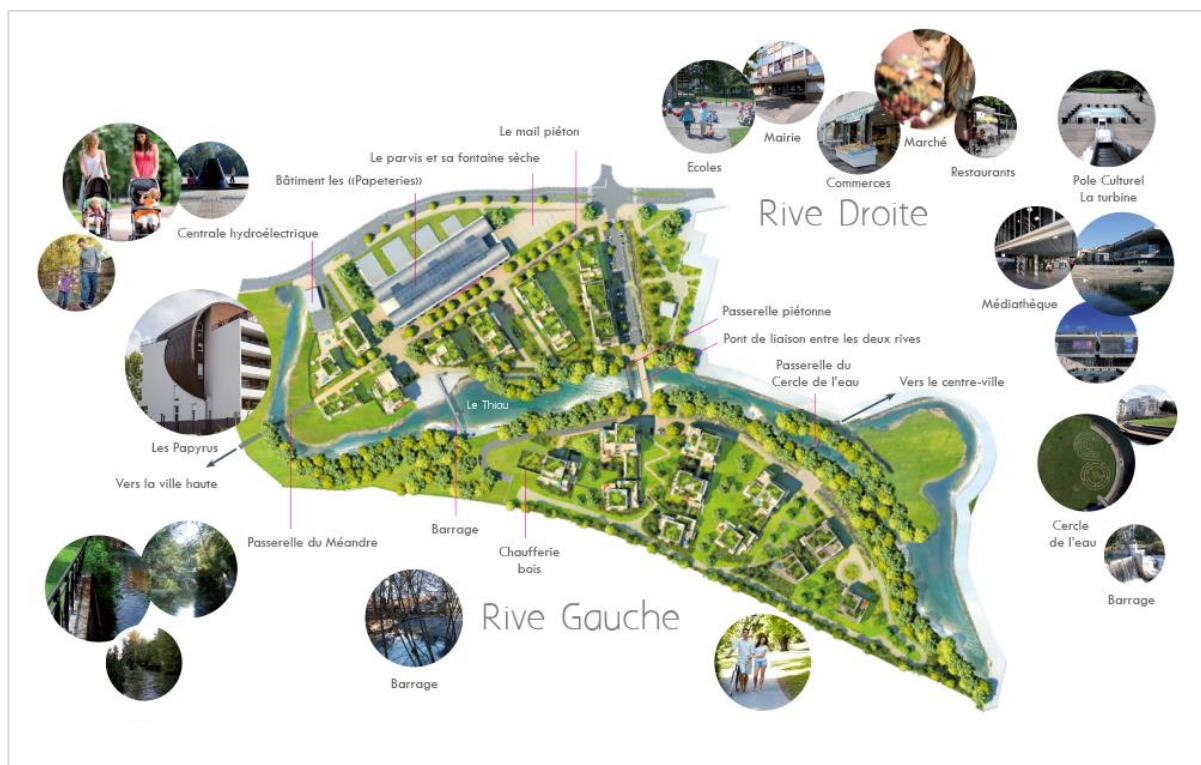 Le mail piéton
Le parvis et sa fontaine sèche
Bâtiment les «Papeteries»
Centrale hydroélectrique
Ecoles
Mairie
Commerces
Marché
Restaurants
Pole Culturel
La turbine
Rive Droite
Médiathèque
Passerelle piétonne
Pont de liaison entre les deux rives
Passerelle du
Cercle de l'eau
Vers le centre-ville
Le Thiou
Les Papyrus
Vers la ville haute
Passerelle du Méandre
Barrage
Chaufferie
bois
Cercle
de l'eau
Barrage
Rive Gauche
Barrage